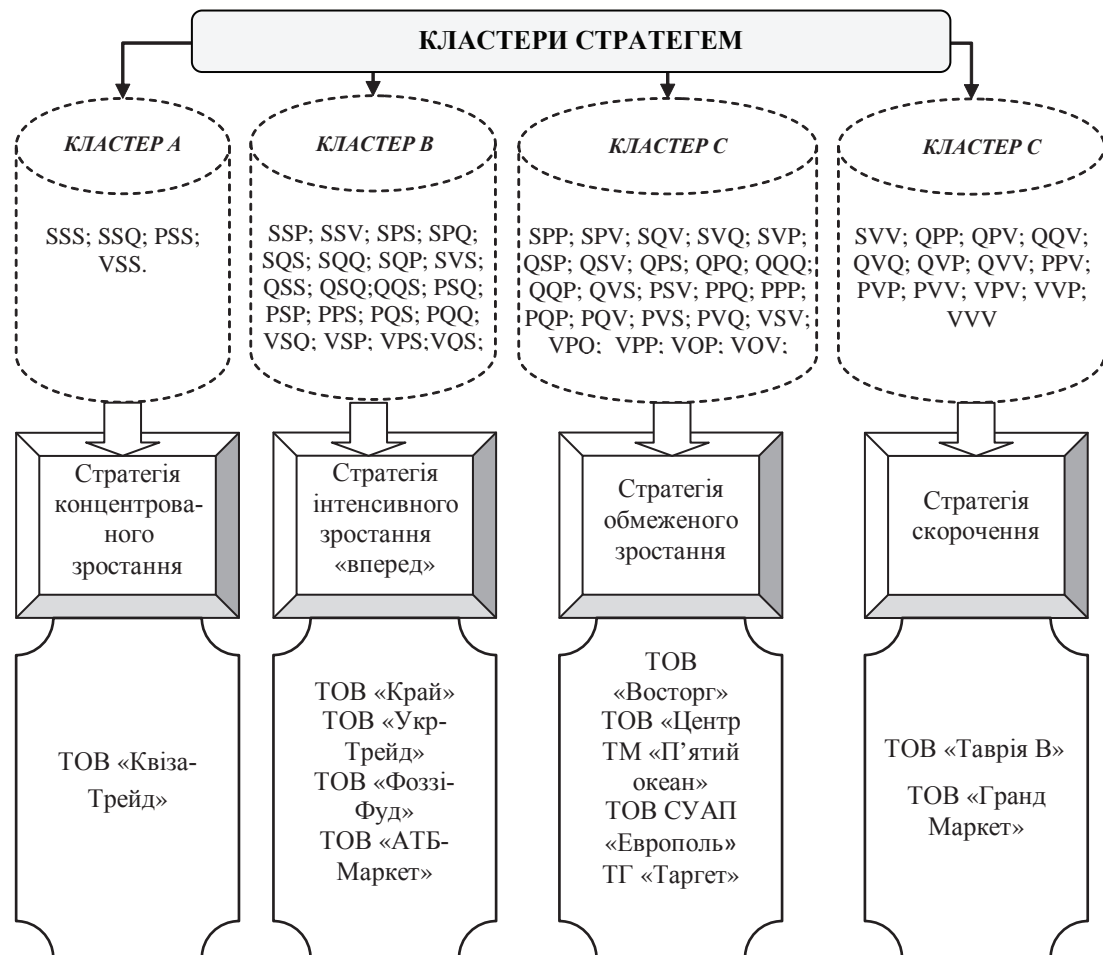 КЛАСТЕРИ СТРАТЕГЕМ
КЛАСТЕР А
SSS; SSQ; PSS;
VSS.
Стратегія
концентрова-
ного
зростання
ТОВ «Квіза-
Трейд»
КЛАСТЕР В
SSP; SSV; SPS; SPQ;
SQS; SQQ; SQP; SVS;
QSS; QSQ;QQS; PSQ;
PSP; PPS; PQS; PQQ;
VSQ; VSP; VPS;VQS;
Стратегія
інтенсивного
зростання
«вперед»
ТОВ «Край»
ТОВ «Укр-
Трейд»
ТОВ «Фоззі-
Фуд»
ТОВ «АТБ-
Маркет»
КЛАСТЕР С
SPP; SPV; SQV; SVQ; SVP;
QSP; QSV; QPS; QPQ; QQQ;
QQP; QVS; PSV; PPQ; PPP;
PQP; PQV; PVS; PVQ; VSV;
VPQ; VPP; VQP; VQV;
Стратегія
обмеженого
зростання
ТОВ
«Восторг»
ТОВ «Центр
ТМ «П’ятий
океан»
ТОВ СУАП
«Европоль»
ТГ «Таргет»
КЛАСТЕР С
SVV; QPP; QPV; QQV;
QVQ; QVP; QVV; PPV;
PVP; PVV; VPV; VVP;
VVV
Стратегія
скорочення
ТОВ «Таврія В»
ТОВ «Гранд
Маркет»